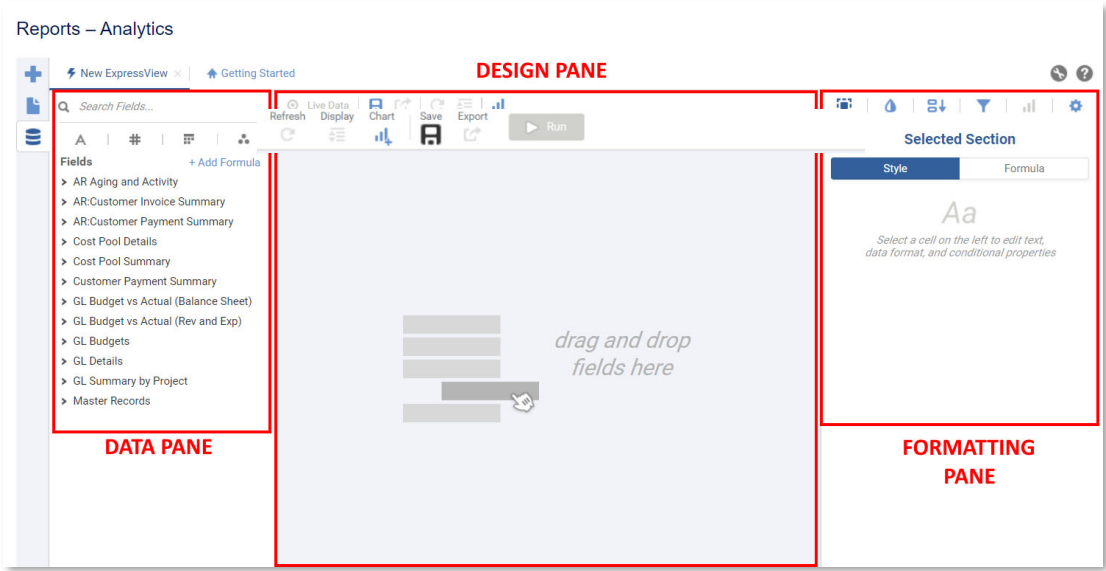 Reports – Analytics
New ExpressView
Getting Started
DESIGN PANE
Search Fields...
Live Data
Refresh Display Chart Save Export
Run
A
#
Fields
+ Add Formula
AR Aging and Activity
AR:Customer Invoice Summary
AR:Customer Payment Summary
Cost Pool Details
Cost Pool Summary
Customer Payment Summary
GL Budget vs Actual (Balance Sheet)
GL Budget vs Actual (Rev and Exp)
GL Budgets
GL Details
GL Summary by Project
Master Records
DATA PANE
drag and drop
fields here
Selected Section
Style
Formula
Aa
Select a cell on the left to edit text,
data format, and conditional properties
FORMATTING
PANE